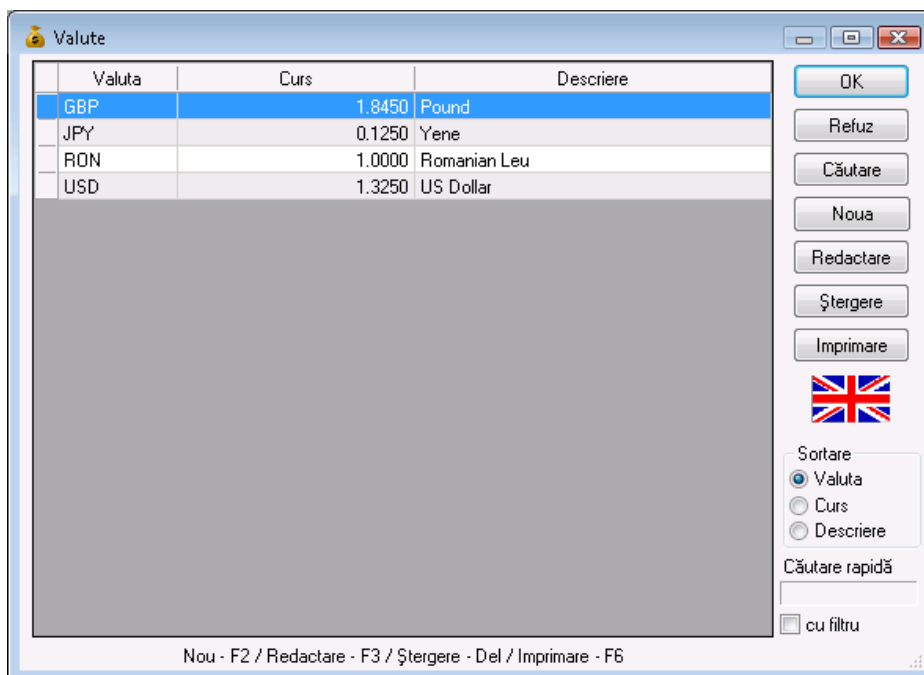 Valute
Valuta Curs Descriere
GBP 1.8450 Pound
JPY 0.1250 Yene
RON 1.0000 Romanian Leu
USD 1.3250 US Dollar
OK
Refuz
Căutare
Noua
Redactare
Ştergere
Imprimare
Sortare
Valuta
Curs
Descriere
Căutare rapidă
cu filtru
Nou - F2 / Redactare - F3 / Ştergere - Del / Imprimare - F6